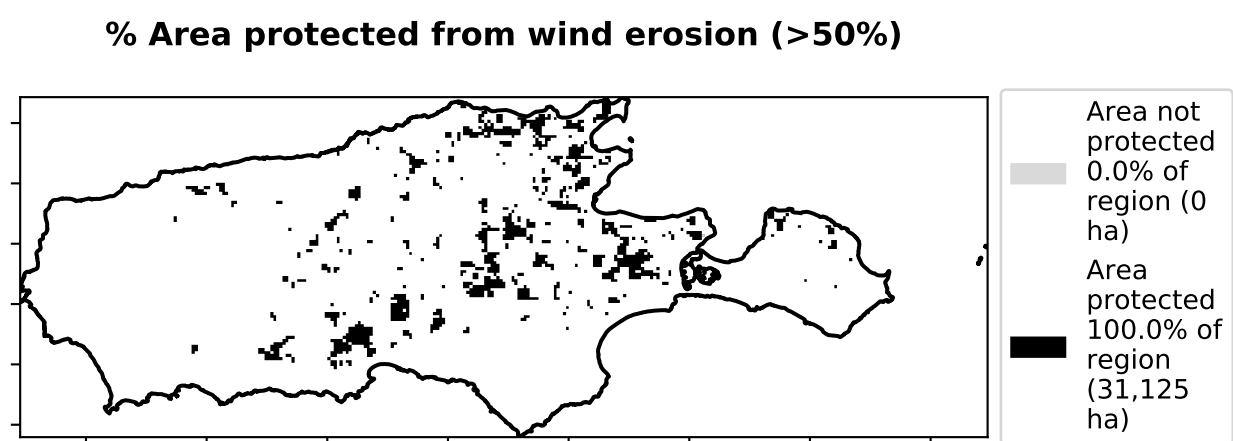 % Area protected from wind erosion (>50%)
Area not
protected
0.0% of
region (0
ha)
Area
protected
100.0% of
region
(31,125
ha)